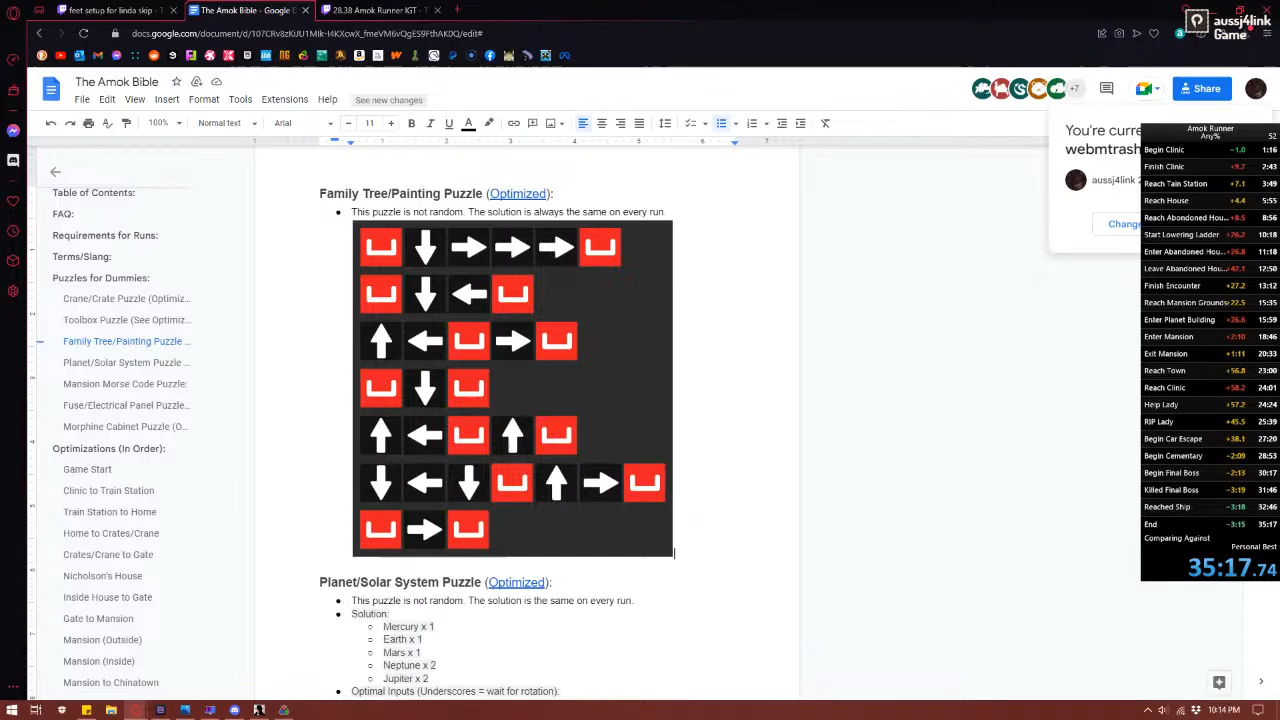 feet setup for linda skip - T
The Amok Bible - Google D
28.38 Amok Runner IGT - T
docs.google.com/document/d/107CRv8zKUU1MIk-I4KXcwX_fmeVM6vQgES9FthAK0Q/edit#
aussj4link
Game
The Amok Bible
File Edit View Insert Format Tools Extensions Help
See new changes
+7
Share
100%
Normal text
Arial
11
You're curre
webmtrash
aussj4link
Change
Table of Contents:
FAQ:
Requirements for Runs:
Terms/Slang:
Puzzles for Dummies:
Crane/Crate Puzzle (Optimiz...
Toolbox Puzzle (See Optimiz...
Family Tree/Painting Puzzle ...
Planet/Solar System Puzzle ...
Mansion Morse Code Puzzle:
Fuse/Electrical Panel Puzzle...
Morphine Cabinet Puzzle (O...
Optimizations (In Order):
Game Start
Clinic to Train Station
Train Station to Home
Home to Crates/Crane
Crates/Crane to Gate
Nicholson's House
Inside House to Gate
Gate to Mansion
Mansion (Outside)
Mansion (Inside)
Mansion to Chinatown
Family Tree/Painting Puzzle (Optimized):
This puzzle is not random. The solution is always the same on every run.
Planet/Solar System Puzzle (Optimized):
This puzzle is not random. The solution is the same on every run.
Solution:
Mercury x 1
Earth x 1
Mars x 1
Neptune x 2
Jupiter x 2
Optimal Inputs (Underscores = wait for rotation):
Amok Runner
Any% 52
Begin Clinic −1.0 1:16
Finish Clinic +9.7 2:43
Reach Tain Station +7.1 3:49
Reach House +4.4 5:55
Reach Abondoned Hou... +8.5 8:56
Start Lowering Ladder +26.2 10:18
Enter Abandoned Hou... +26.8 11:18
Leave Abandoned Hou... +42.1 12:50
Finish Encounter +27.2 13:12
Reach Mansion Grounds +22.5 15:35
Enter Planet Building +26.6 15:59
Enter Mansion +2:10 18:46
Exit Mansion +1:11 20:33
Reach Town +56.8 23:00
Reach Clinic +58.2 24:01
Help Lady +57.2 24:24
RIP Lady +45.5 25:39
Begin Car Escape +38.1 27:20
Begin Cementary −2:09 28:53
Begin Final Boss −2:13 30:17
Killed Final Boss −3:19 31:46
Reached Ship −3:18 32:46
End −3:15 35:17
Comparing Against
Personal Best
35:17.74
10:14 PM